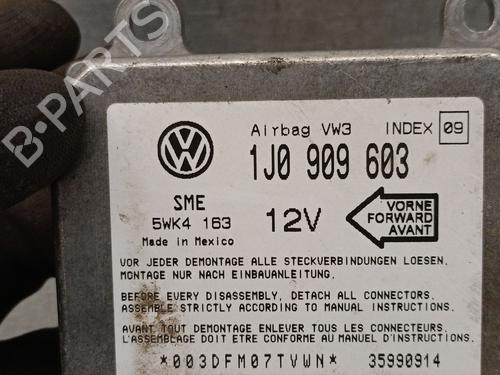 B-PARTS
Airbag VW3 INDEX 09
1J0 909 603
SME
5WK4 163
Made in Mexico
12V
VORNE
FORWARD
AVANT
VOR JEDER DEMONTAGE ALLE STECKVERBINDUNGEN LOESEN.
MONTAGE NUR NACH EINBAUANLEITUNG.
BEFORE EVERY DISASSEMBLY, DETACH ALL CONNECTORS.
ASSEMBLE STRICTLY ACCORDING TO MANUAL INSTRUCTIONS.
AVANT TOUT DEMONTAGE ENLEVER TOUS LES CONNECTEURS.
L'ASSEMBLAGE DOIT ETRE CONFORME AU MANUEL D'INSTRUCTIONS.
*003DFM07TVWN* 35990914